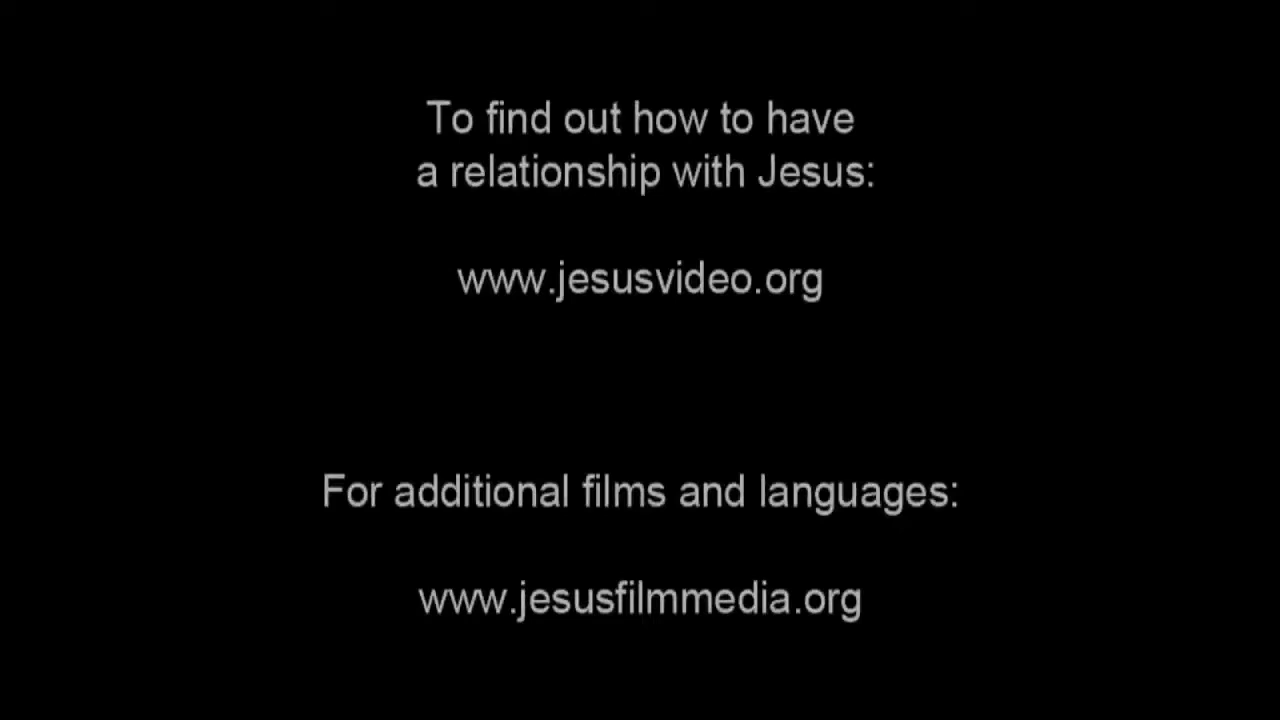 To find out how to have
a relationship with Jesus:
www.jesusvideo.org
For additional films and languages:
www.jesusfilmmedia.org